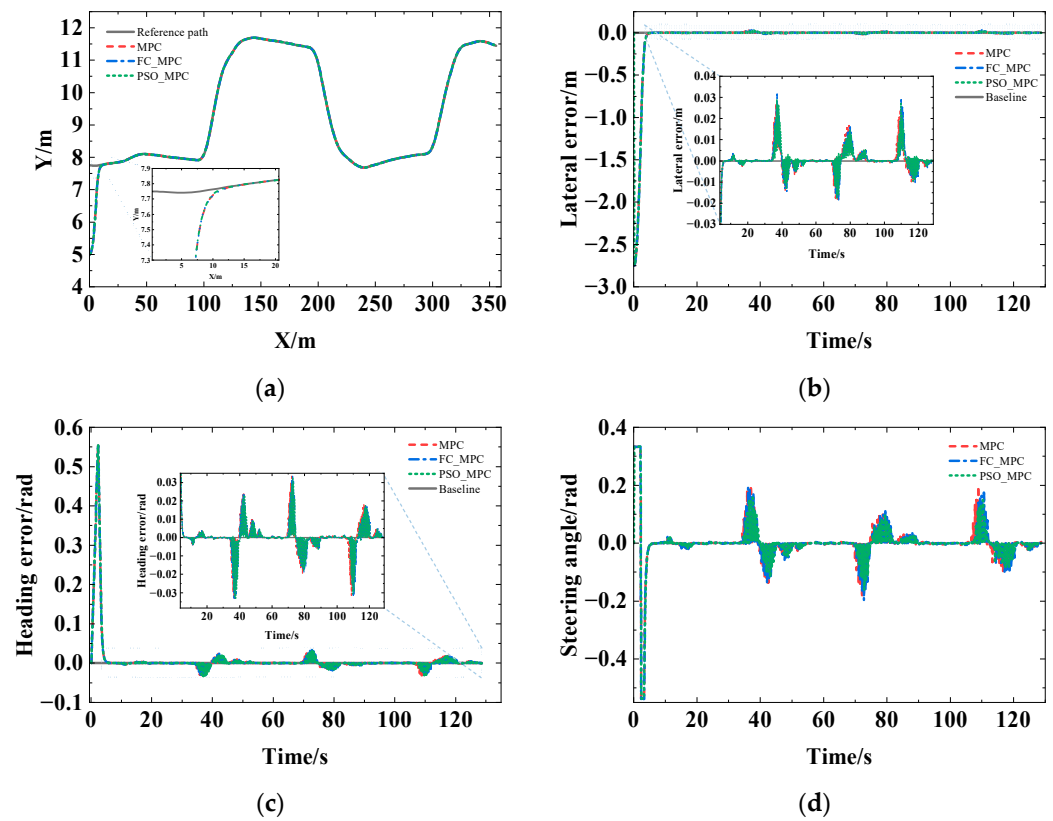 Reference path
MPC
FC_MPC
PSO_MPC
12
11
10
9
8
7
6
5
4
Y/m
0
50
100
150
200
250
300
350
X/m
7.9
7.8
7.7
7.6
7.5
7.4
7.3
Y/m
5
10
15
20
X/m
(a)
0.0
−0.5
−1.0
−1.5
−2.0
−2.5
−3.0
Lateral error/m
0
20
40
60
80
100
120
Time/s
MPC
FC_MPC
PSO_MPC
Baseline
0.04
0.03
0.02
0.01
0.00
−0.01
−0.02
−0.03
Lateral error/m
20
40
60
80
100
120
Time/s
(b)
0.6
0.5
0.4
0.3
0.2
0.1
0.0
−0.1
Heading error/rad
0
20
40
60
80
100
120
Time/s
MPC
FC_MPC
PSO_MPC
Baseline
0.03
0.02
0.01
0.00
−0.01
−0.02
−0.03
Heading error/rad
20
40
60
80
100
120
Time/s
(c)
0.4
0.2
0.0
−0.2
−0.4
Steering angle/rad
0
20
40
60
80
100
120
Time/s
MPC
FC_MPC
PSO_MPC
(d)